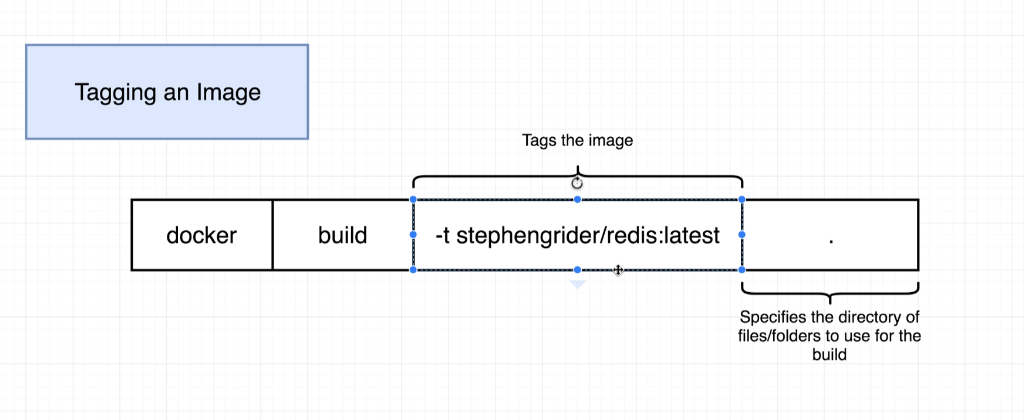 Tagging an Image
Tags the image
docker
build
-t stephengrider/redis:latest
.
Specifies the directory of
files/folders to use for the
build